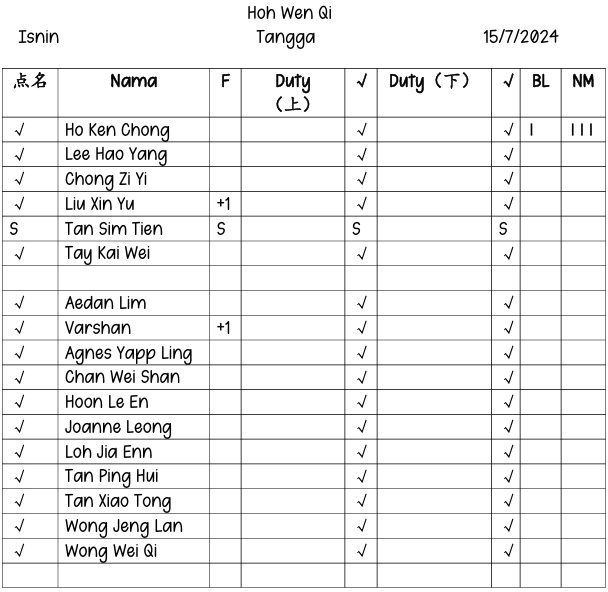 Hoh Wen Qi
Isnin Tangga 15/7/2024
点名 Nama F Duty √ Duty（下） √ BL NM
（上）
√ Ho Ken Chong √ √ I III
√ Lee Hao Yang √ √
√ Chong Zi Yi √ √
√ Liu Xin Yu +1 √ √
S Tan Sim Tien S S S
√ Tay Kai Wei √ √
√ Aedan Lim √ √
√ Varshan +1 √ √
√ Agnes Yapp Ling √ √
√ Chan Wei Shan √ √
√ Hoon Le En √ √
√ Joanne Leong √ √
√ Loh Jia Enn √ √
√ Tan Ping Hui √ √
√ Tan Xiao Tong √ √
√ Wong Jeng Lan √ √
√ Wong Wei Qi √ √